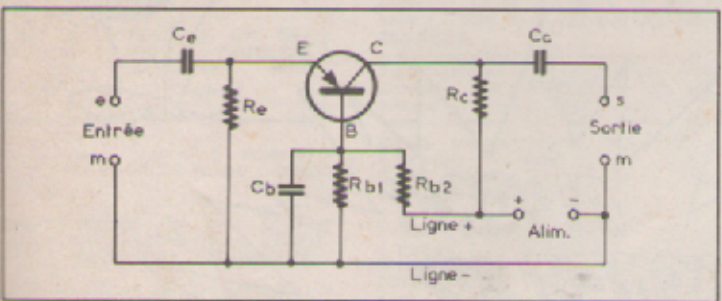 Ce
E
C
Cc
Re
Rc
e
s
Entrée
Sortie
B
m
m
Cb
Rb1
Rb2
+
-
Ligne +
Alim.
Ligne -